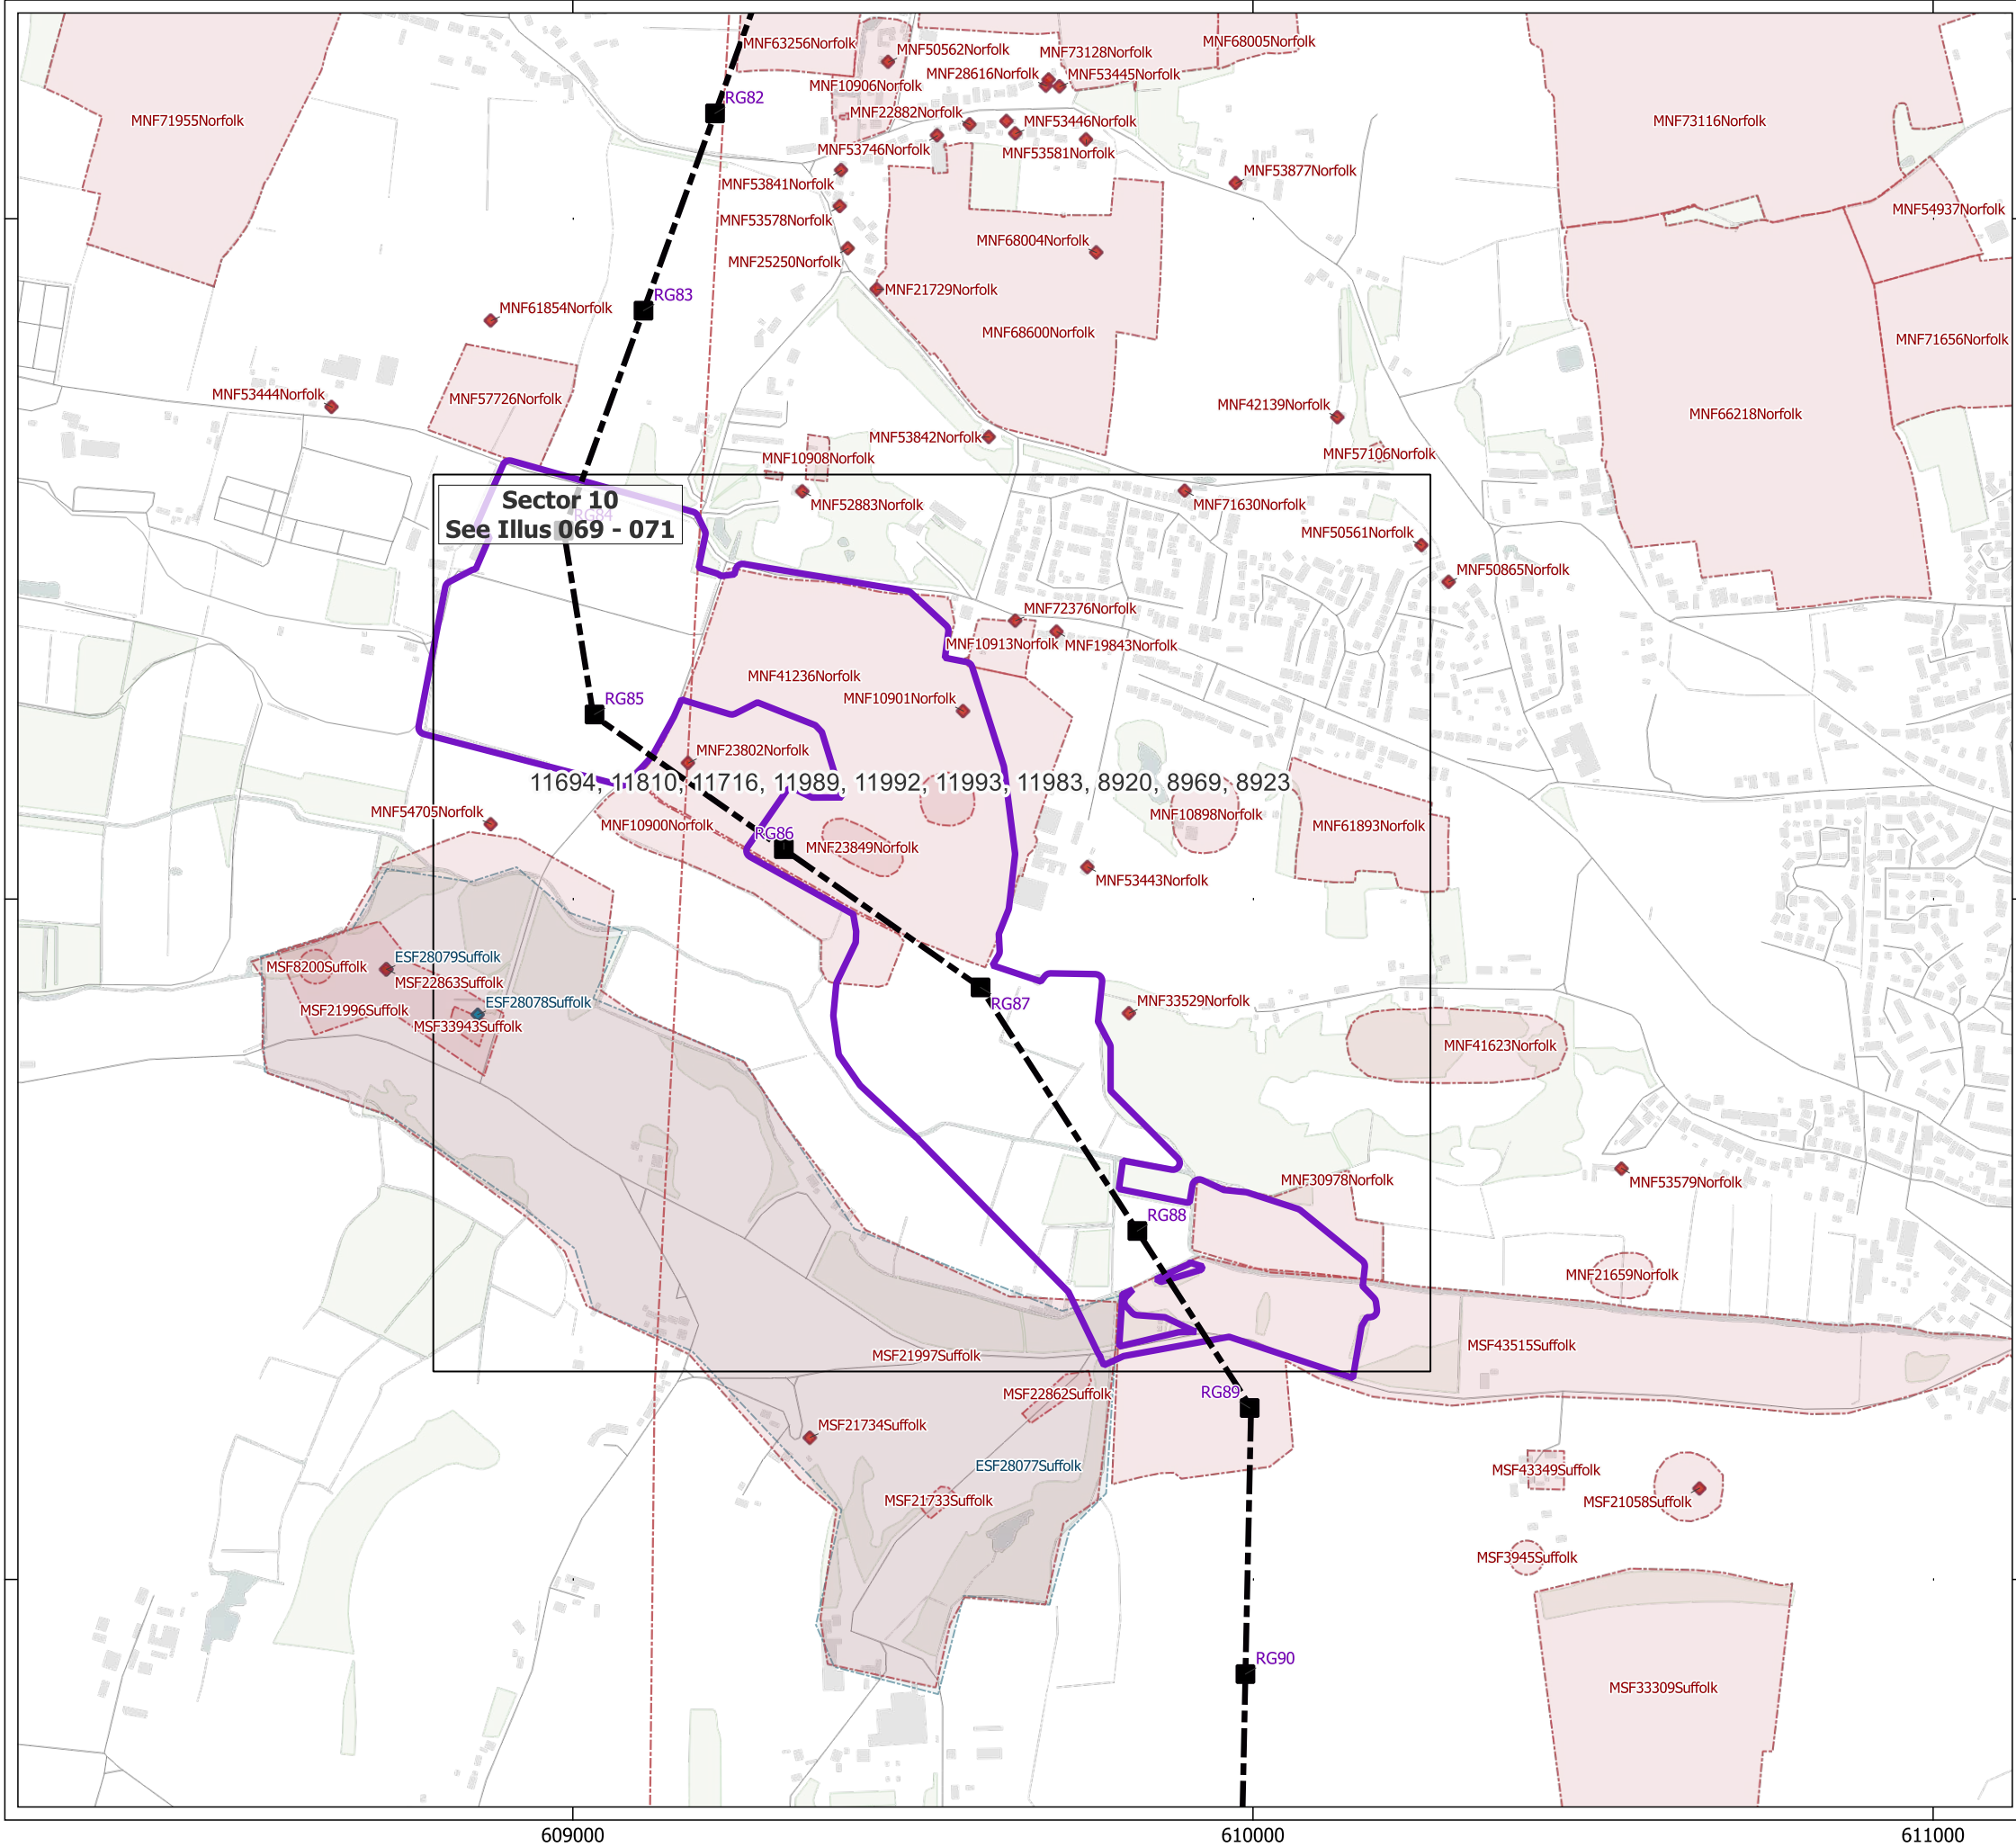 MNF63256Norfolk
MNF50562Norfolk
MNF73128Norfolk
MNF68005Norfolk
MNF28616Norfolk
MNF53445Norfolk
MNF10906Norfolk
RG82
MNF22882Norfolk
MNF71955Norfolk
MNF53446Norfolk
MNF73116Norfolk
MNF53746Norfolk
MNF53581Norfolk
MNF53841Norfolk
MNF53877Norfolk
MNF54937Norfolk
MNF53578Norfolk
MNF68004Norfolk
MNF25250Norfolk
MNF21729Norfolk
RG83
MNF61854Norfolk
MNF68600Norfolk
MNF71656Norfolk
MNF53444Norfolk
MNF57726Norfolk
MNF42139Norfolk
MNF66218Norfolk
MNF53842Norfolk
MNF10908Norfolk
MNF57106Norfolk
Sector 10
See Illus 069 - 071
RG84
MNF52883Norfolk
MNF71630Norfolk
MNF50561Norfolk
MNF50865Norfolk
MNF72376Norfolk
MNF10913Norfolk
MNF19843Norfolk
MNF41236Norfolk
RG85
MNF10901Norfolk
MNF23802Norfolk
11694, 11810, 11716, 11989, 11992, 11993, 11983, 8920, 8969, 8923
MNF54705Norfolk
MNF10900Norfolk
RG86
MNF23849Norfolk
MNF10898Norfolk
MNF61893Norfolk
MNF53443Norfolk
ESF28079Suffolk
MSF8200Suffolk
MSF22863Suffolk
ESF28078Suffolk
MSF21996Suffolk
MSF33943Suffolk
RG87
MNF33529Norfolk
MNF41623Norfolk
MNF30978Norfolk
MNF53579Norfolk
RG88
MNF21659Norfolk
MSF43515Suffolk
MSF21997Suffolk
MSF22862Suffolk
RG89
MSF21734Suffolk
ESF28077Suffolk
MSF43349Suffolk
MSF21733Suffolk
MSF21058Suffolk
MSF3945Suffolk
RG90
MSF33309Suffolk
609000
610000
611000